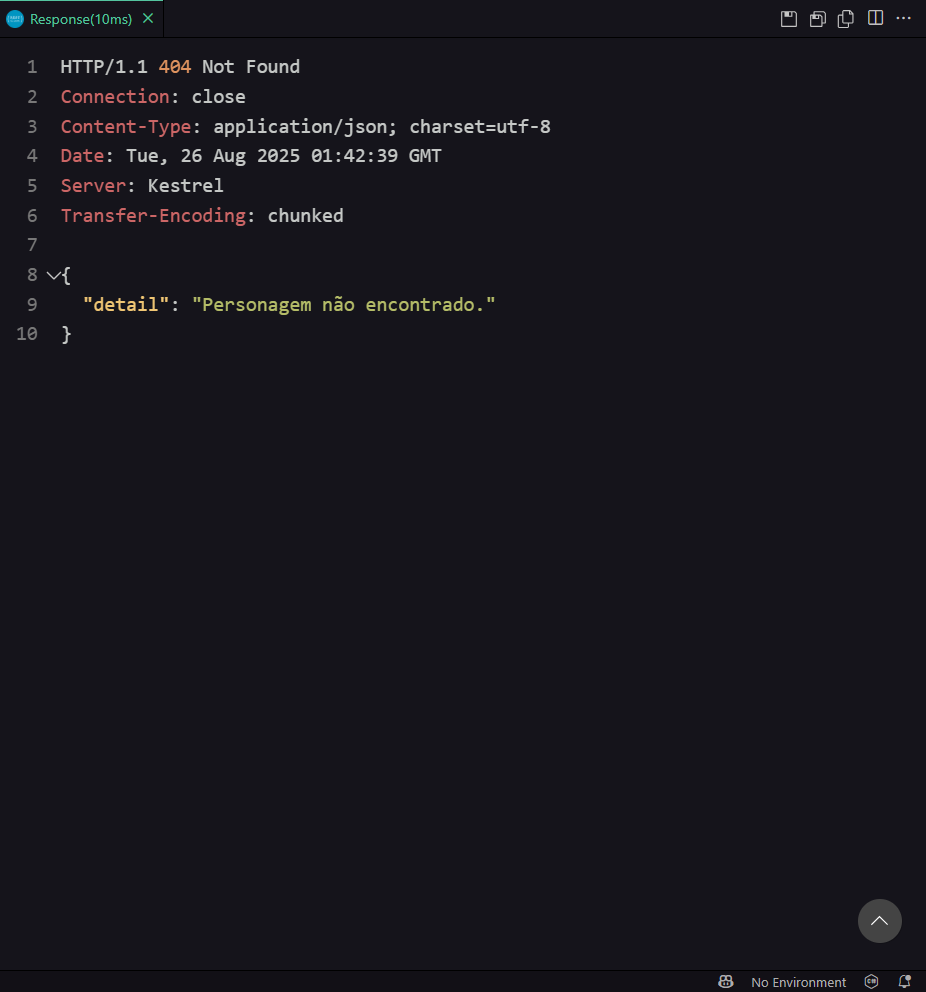 Response(10ms)
1 HTTP/1.1 404 Not Found
2 Connection: close
3 Content-Type: application/json; charset=utf-8
4 Date: Tue, 26 Aug 2025 01:42:39 GMT
5 Server: Kestrel
6 Transfer-Encoding: chunked
7
8 {
9 "detail": "Personagem não encontrado."
10 }
No Environment